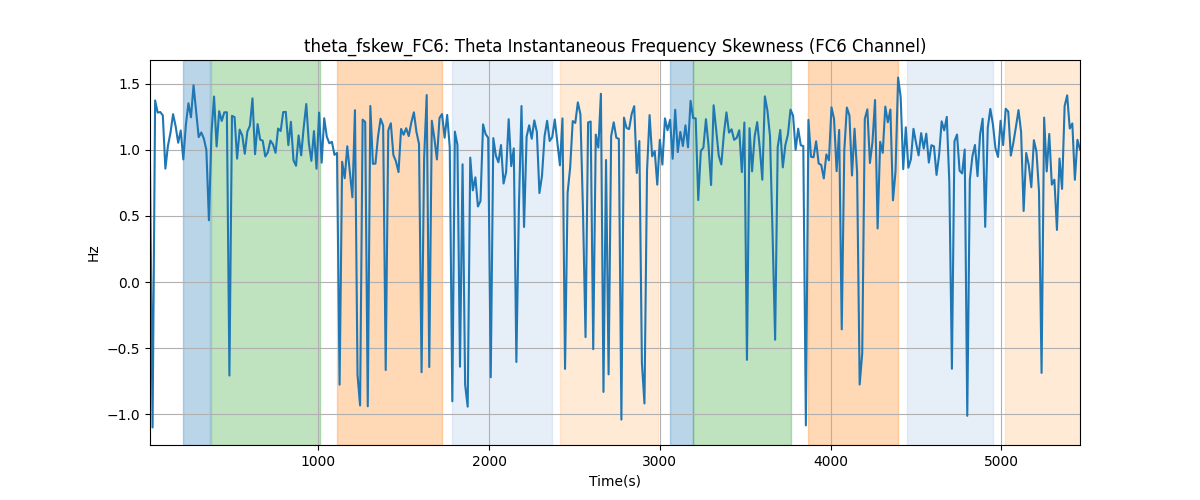 theta_fskew_FC6: Theta Instantaneous Frequency Skewness (FC6 Channel)
1.5
1.0
0.5
0.0
−0.5
−1.0
Hz
1000 2000 3000 4000 5000
Time(s)